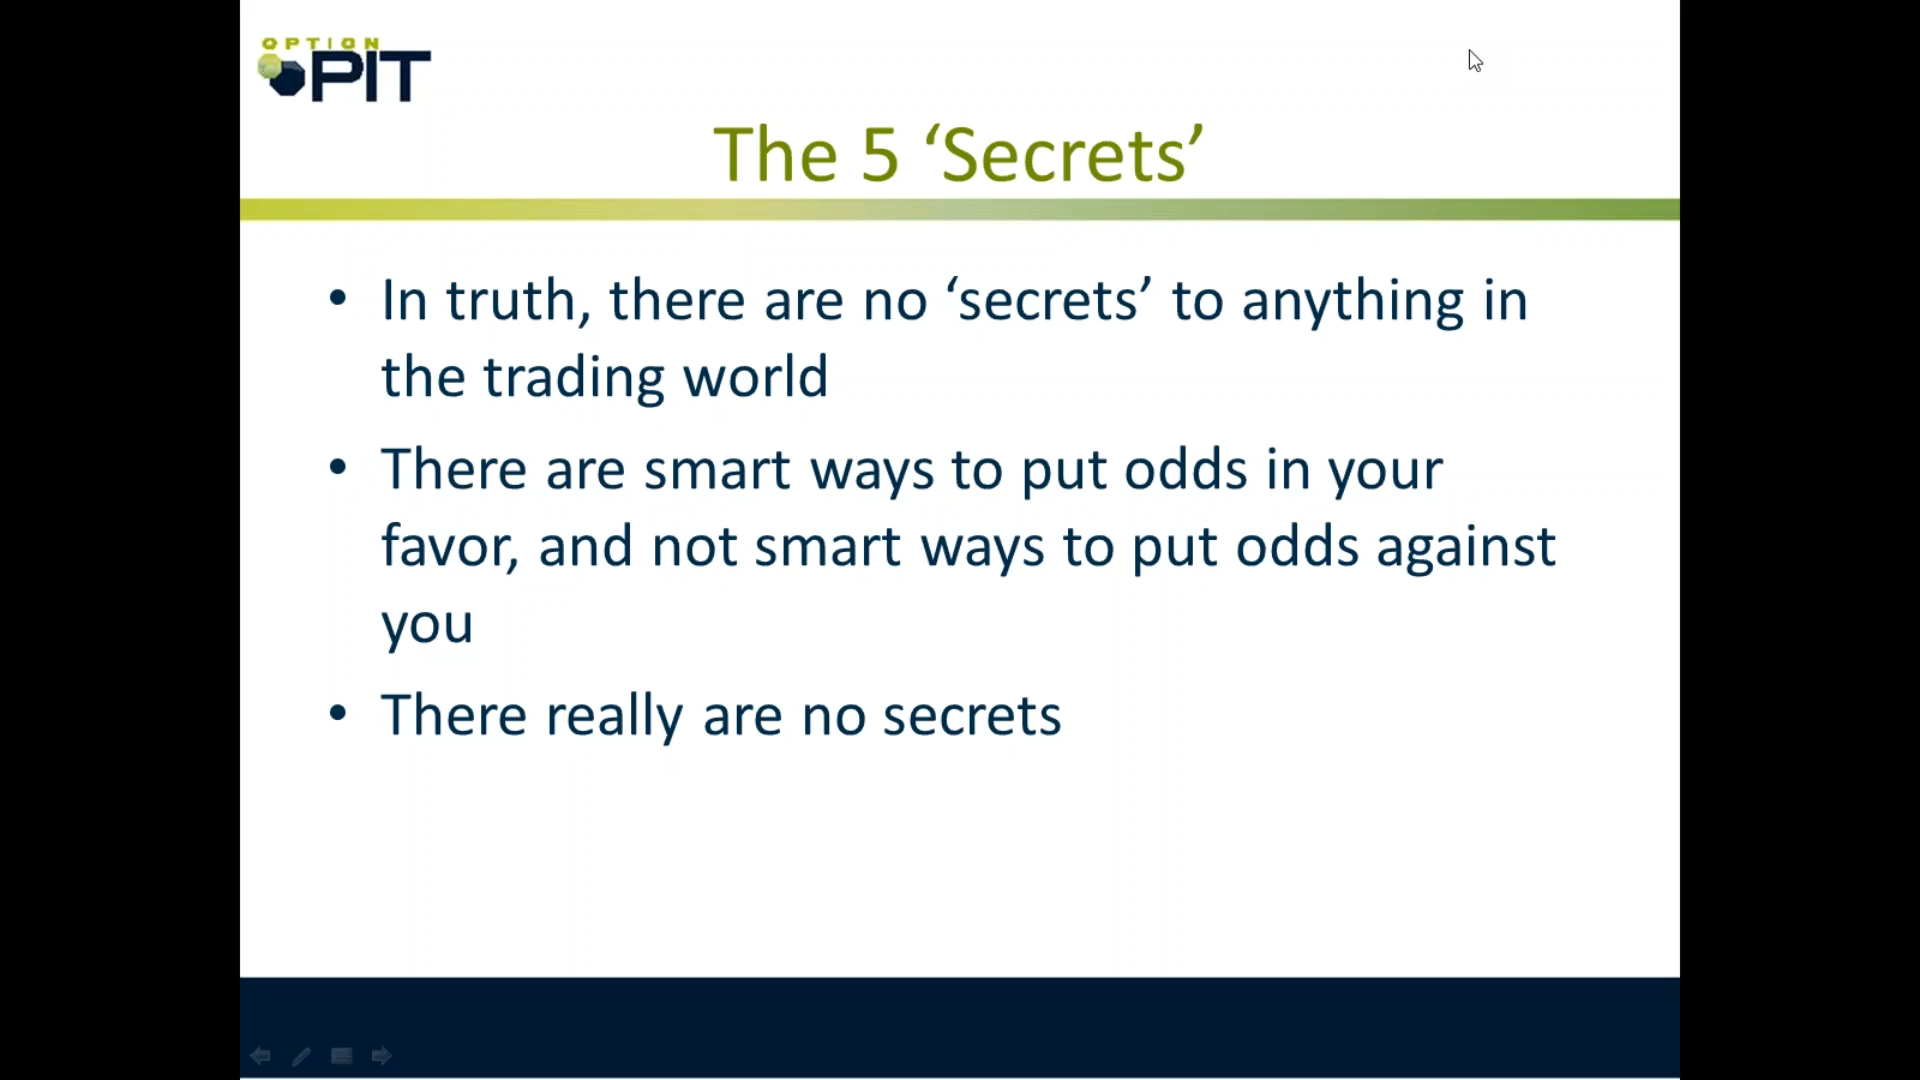 OPTION
PIT
The 5 ‘Secrets’
• In truth, there are no ‘secrets’ to anything in
the trading world
• There are smart ways to put odds in your
favor, and not smart ways to put odds against
you
• There really are no secrets